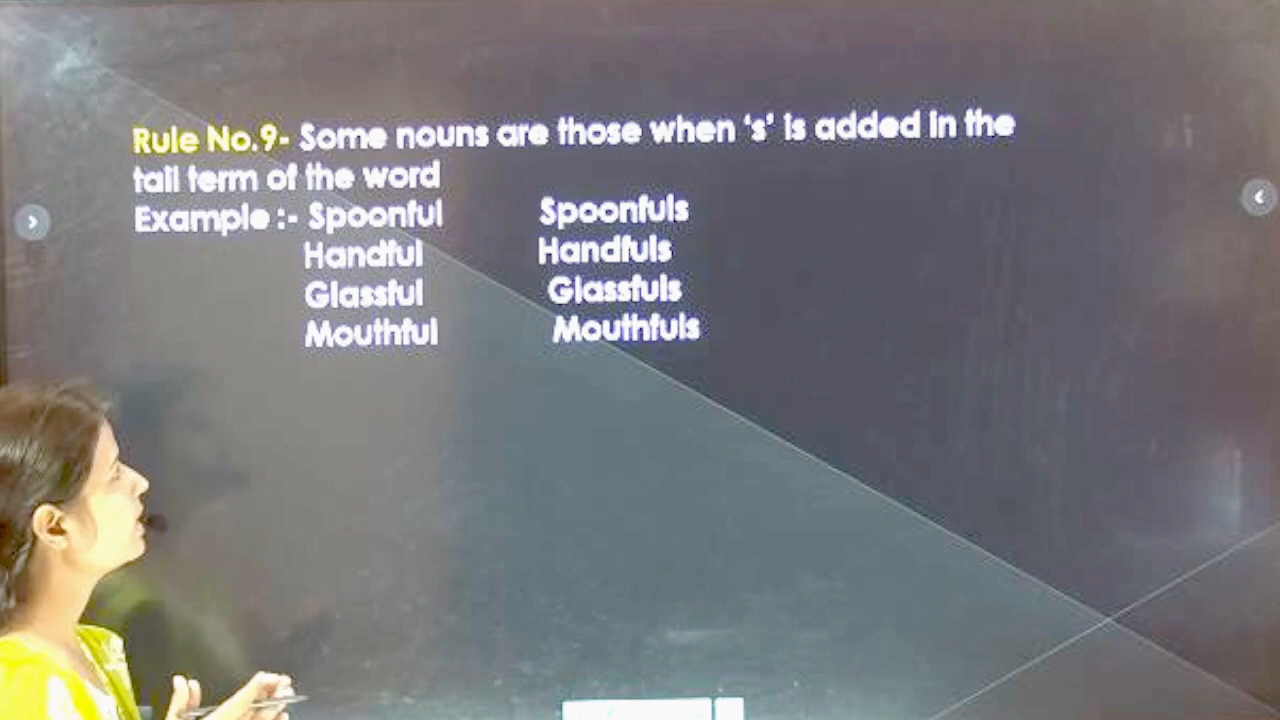 Rule No.9- Some nouns are those when ‘s’ is added in the
tail term of the word
Example :- Spoonful Spoonfuls
Handful Handfuls
Glassful Glassfuls
Mouthful Mouthfuls